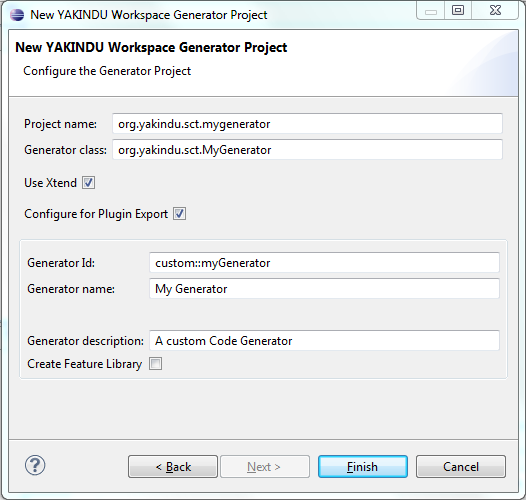 New YAKINDU Workspace Generator Project
New YAKINDU Workspace Generator Project
Configure the Generator Project
Project name: org.yakindu.sct.mygenerator
Generator class: org.yakindu.sct.MyGenerator
Use Xtend
Configure for Plugin Export
Generator Id: custom::myGenerator
Generator name: My Generator
Generator description: A custom Code Generator
Create Feature Library
? < Back Next > Finish Cancel